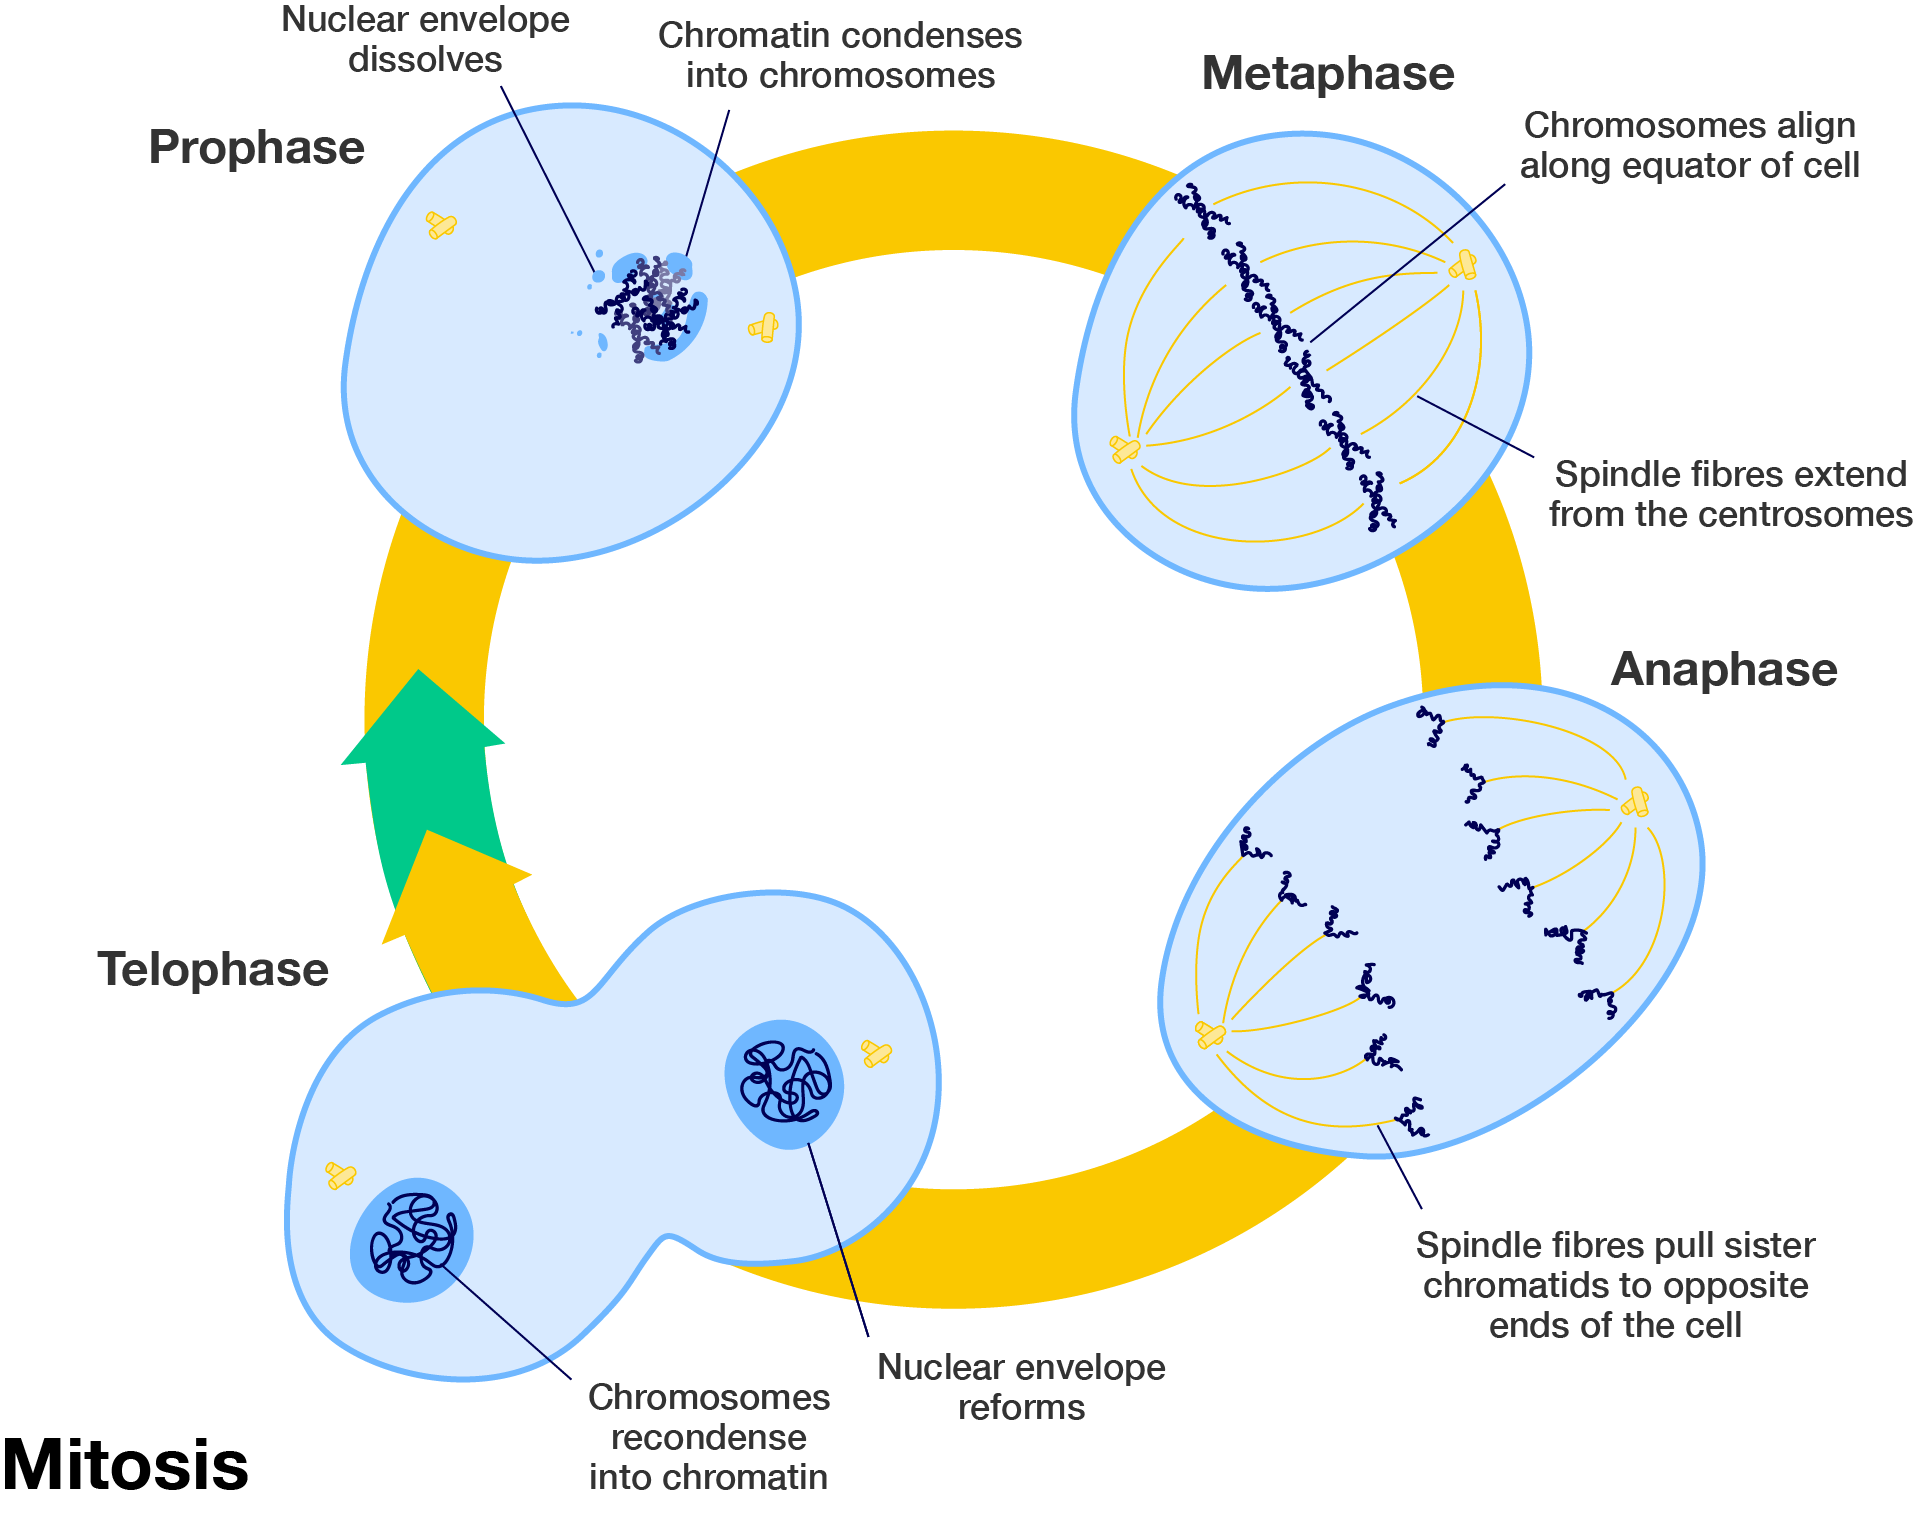 Nuclear envelope
dissolves
Chromatin condenses
into chromosomes
Prophase
Metaphase
Chromosomes align
along equator of cell
Spindle fibres extend
from the centrosomes
Anaphase
Spindle fibres pull sister
chromatids to opposite
ends of the cell
Telophase
Nuclear envelope
reforms
Chromosomes
recondense
into chromatin
Mitosis